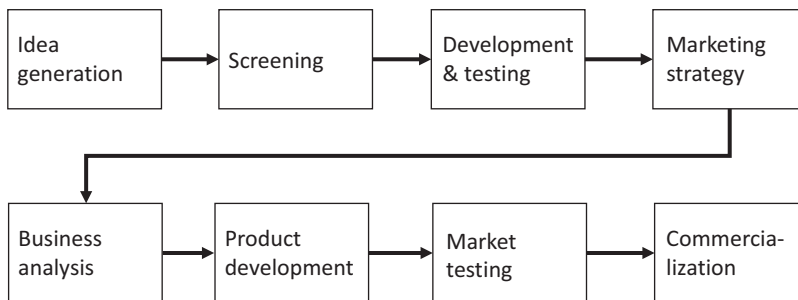 Idea
generation
Screening
Development
& testing
Marketing
strategy
Business
analysis
Product
development
Market
testing
Commercia-
lization